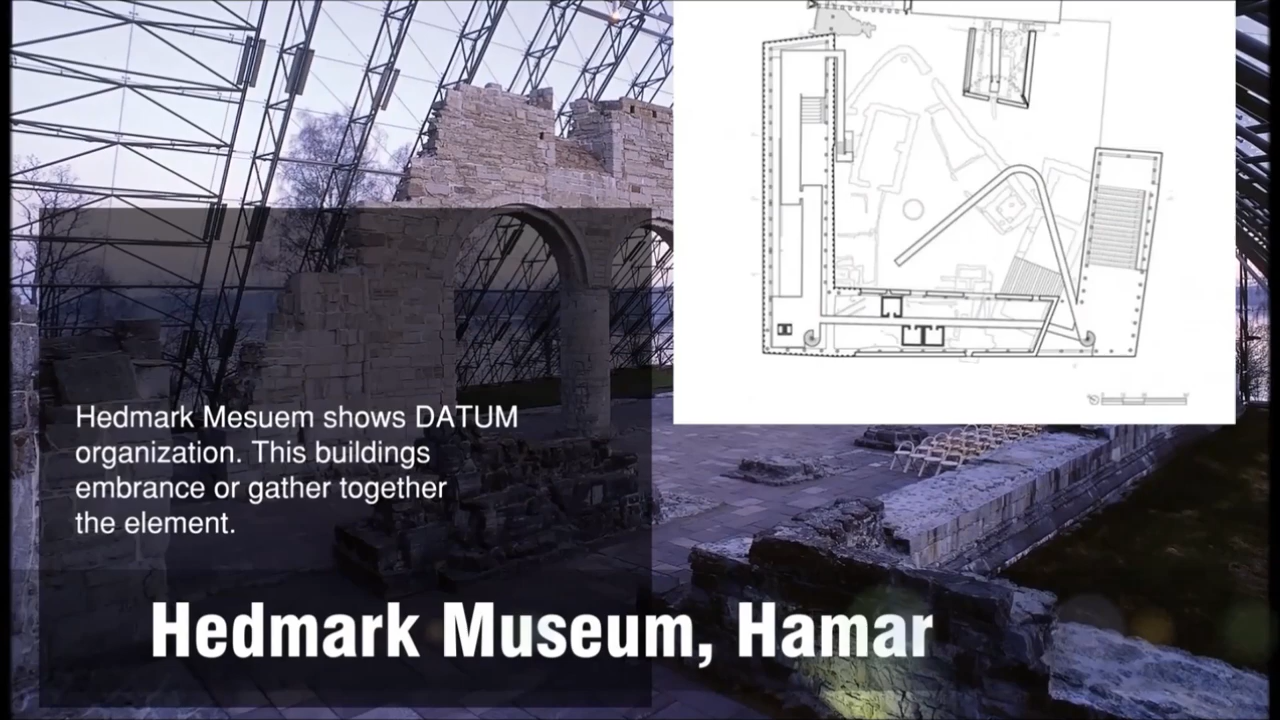 Hedmark Mesuem shows DATUM
organization. This buildings
embrance or gather together
the element.
Hedmark Museum, Hamar